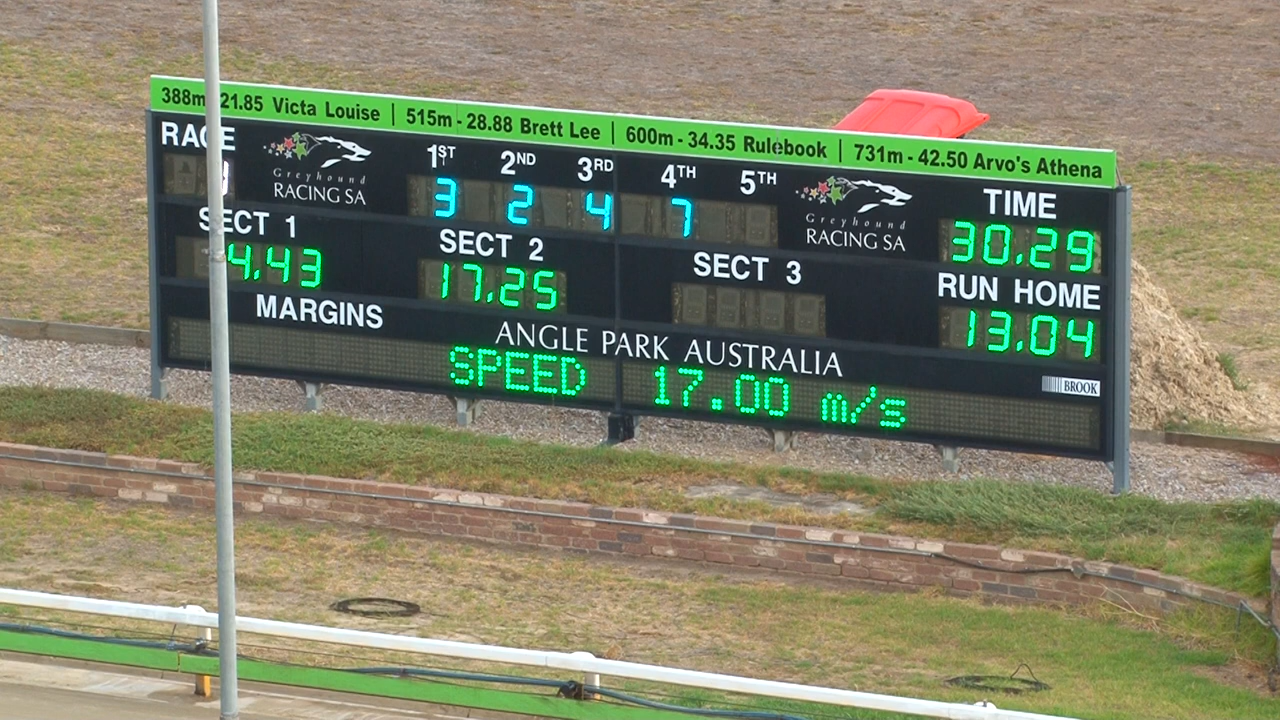 388m 21.85 Victa Louise | 515m - 28.88 Brett Lee | 600m - 34.35 Rulebook | 731m - 42.50 Arvo's Athena
RACE
Greyhound
RACING SA
1ST 2ND 3RD 4TH 5TH
3 2 4 7
Greyhound
RACING SA
TIME
30.29
SECT 1
4.43
SECT 2
17.25
SECT 3
RUN HOME
13.04
MARGINS
ANGLE PARK AUSTRALIA
BROOK
SPEED 17.00 m/s